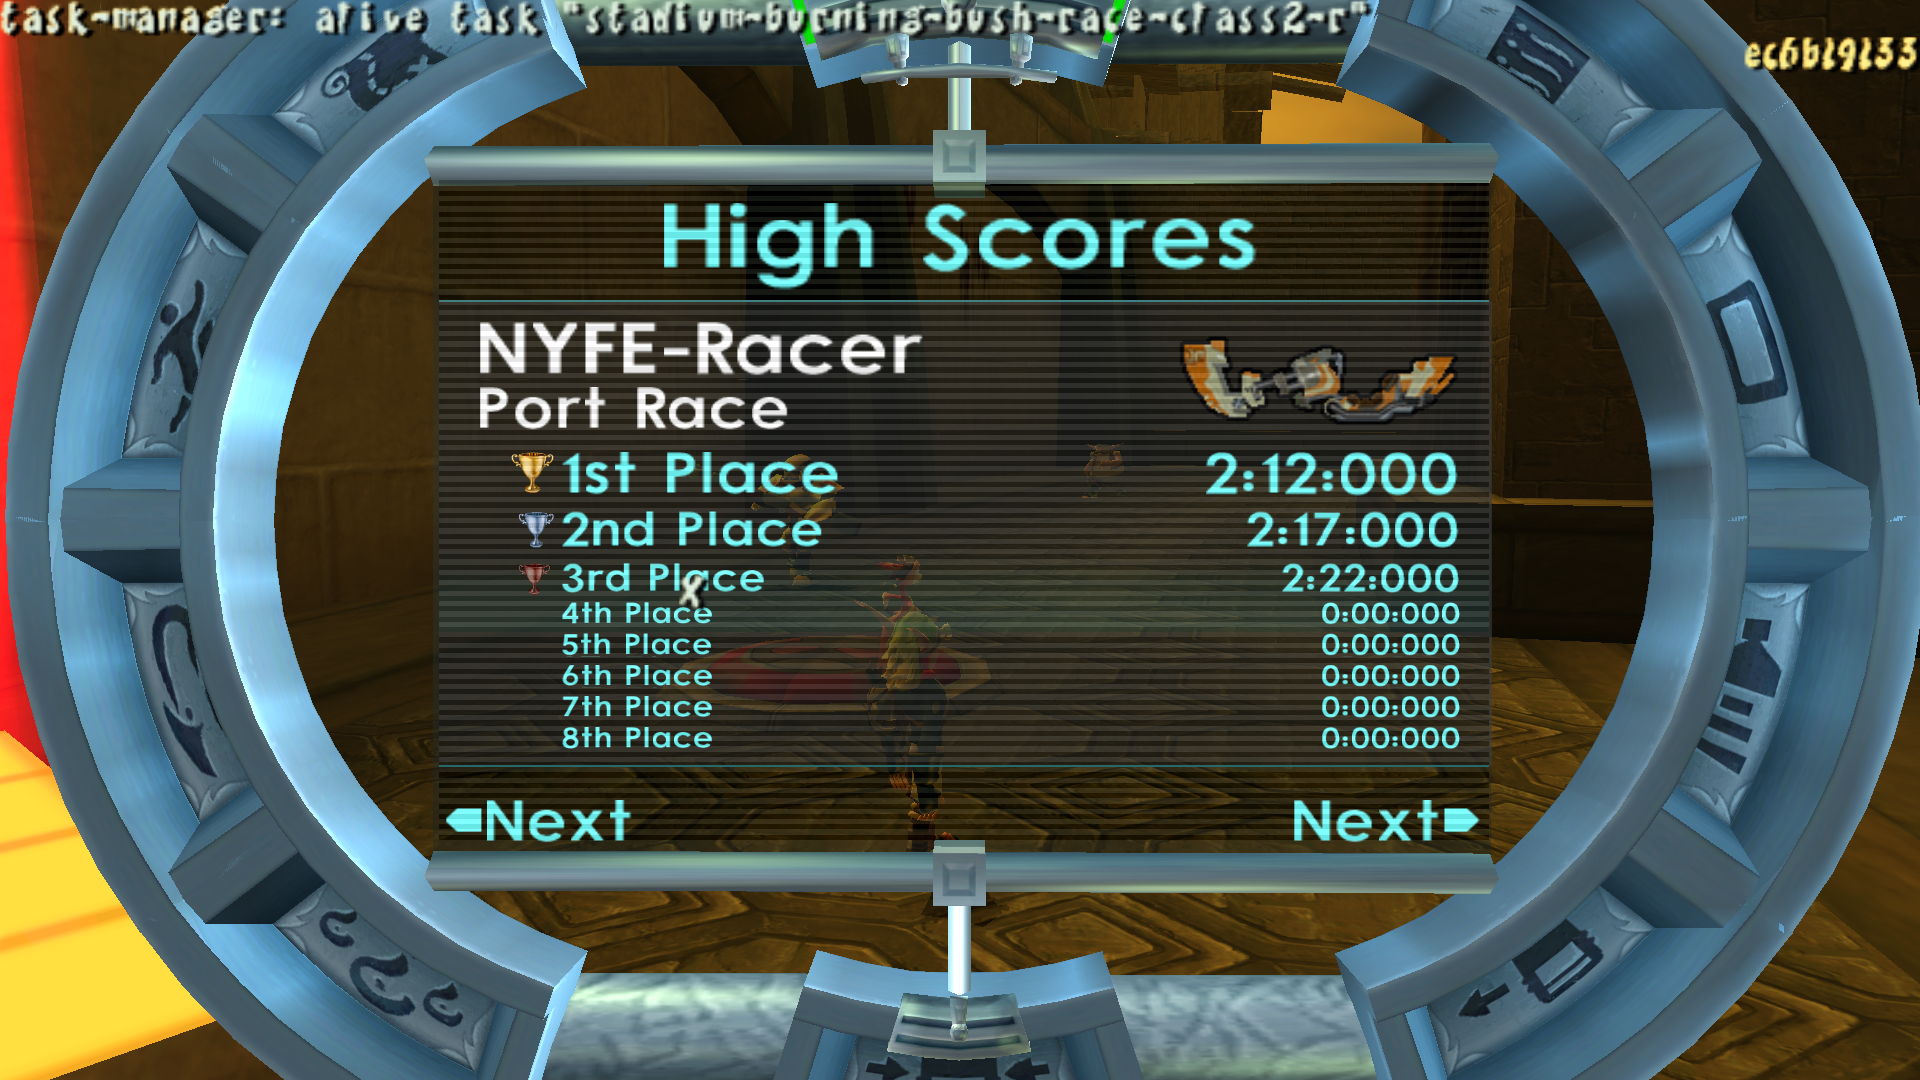 task-manager: alive task "stadium-burning-bush-race-class2-r"
ec6b19133
High Scores
NYFE-Racer
Port Race
1st Place 2:12:000
2nd Place 2:17:000
3rd Place 2:22:000
4th Place 0:00:000
5th Place 0:00:000
6th Place 0:00:000
7th Place 0:00:000
8th Place 0:00:000
Next Next